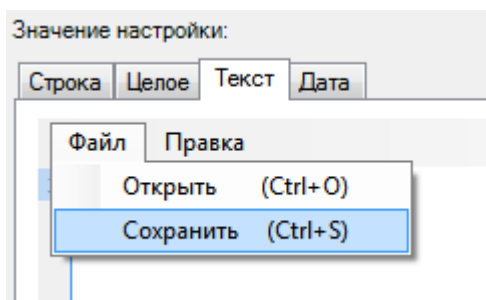 Значение настройки:
Строка Целое Текст Дата
Файл Правка
Открыть (Ctrl+O)
Сохранить (Ctrl+S)